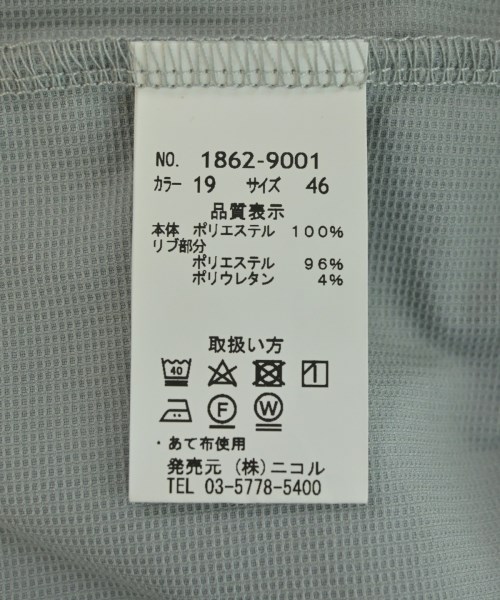 NO. 1862-9001
カラー 19 サイズ 46
品質表示
本体 ポリエステル 100%
リブ部分
ポリエステル 96%
ポリウレタン 4%
取扱い方
40
F W
・あて布使用
発売元 (株)ニコル
TEL 03-5778-5400